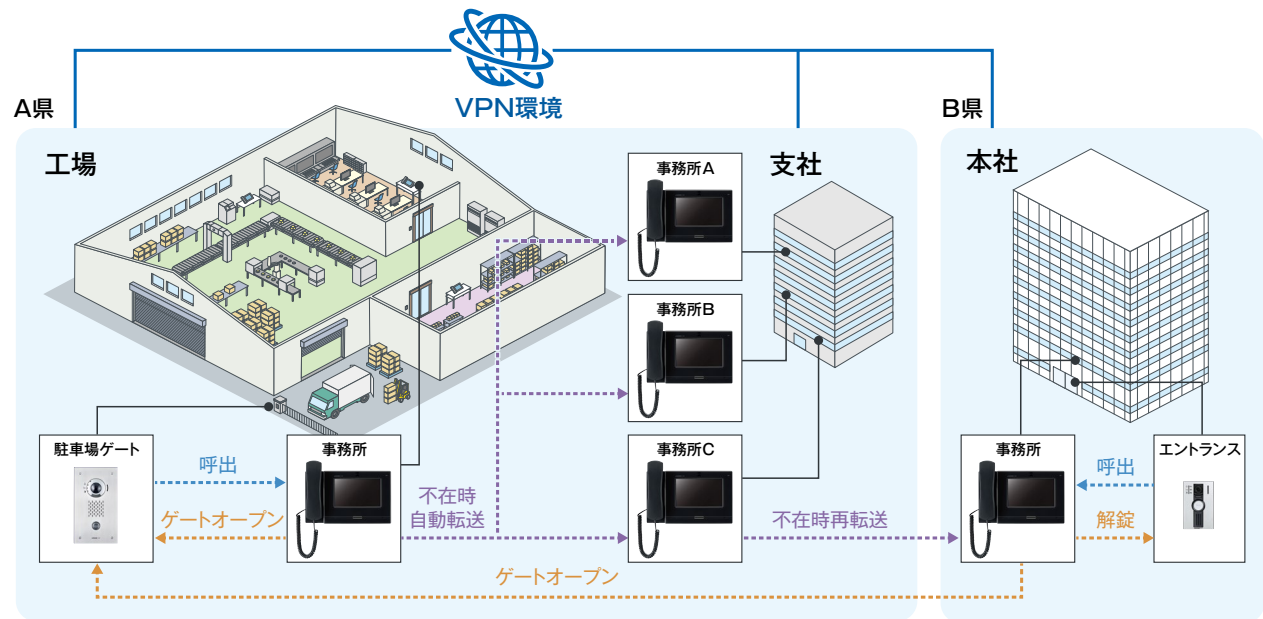 VPN環境
A県
B県
工場
支社
本社
事務所A
事務所B
事務所C
駐車場ゲート
呼出
ゲートオープン
事務所
不在時
自動転送
不在時再転送
事務所
呼出
解錠
エントランス
ゲートオープン